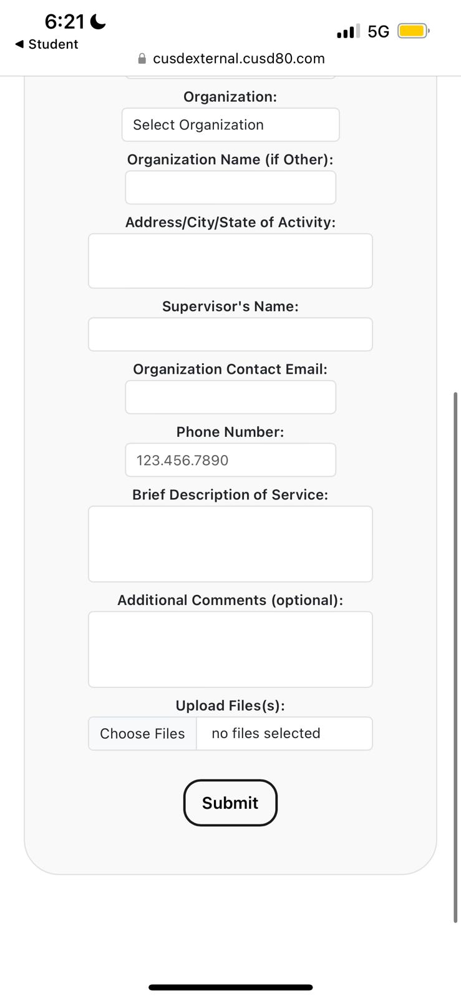 6:21
5G
◀ Student
cusdexternal.cusd80.com
Organization:
Select Organization
Organization Name (if Other):
Address/City/State of Activity:
Supervisor's Name:
Organization Contact Email:
Phone Number:
123.456.7890
Brief Description of Service:
Additional Comments (optional):
Upload Files(s):
Choose Files no files selected
Submit